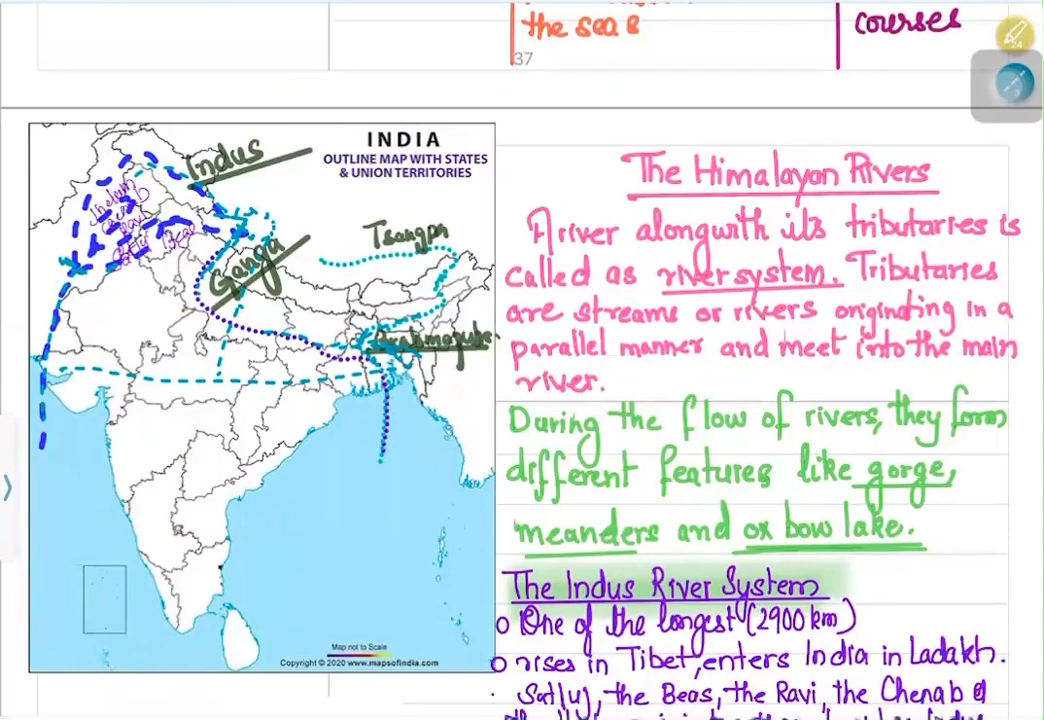 the sea &
courses
37
INDIA
OUTLINE MAP WITH STATES
& UNION TERRITORIES
Indus
Jhelum
Ravi
Beas
Tsangpo
Ganga
Map not to Scale
Copyright © 2020 www.mapsofindia.com
The Himalayan Rivers
A river alongwith its tributaries is
called as river system. Tributaries
are streams or rivers originating in a
parallel manner and meet into the main
river.
During the flow of rivers, they form
different features like gorge,
meanders and ox bow lake.
The Indus River System
One of the longest (2900 km)
rises in Tibet, enters India in Ladakh.
Satluj, the Beas, the Ravi, the Chenab &